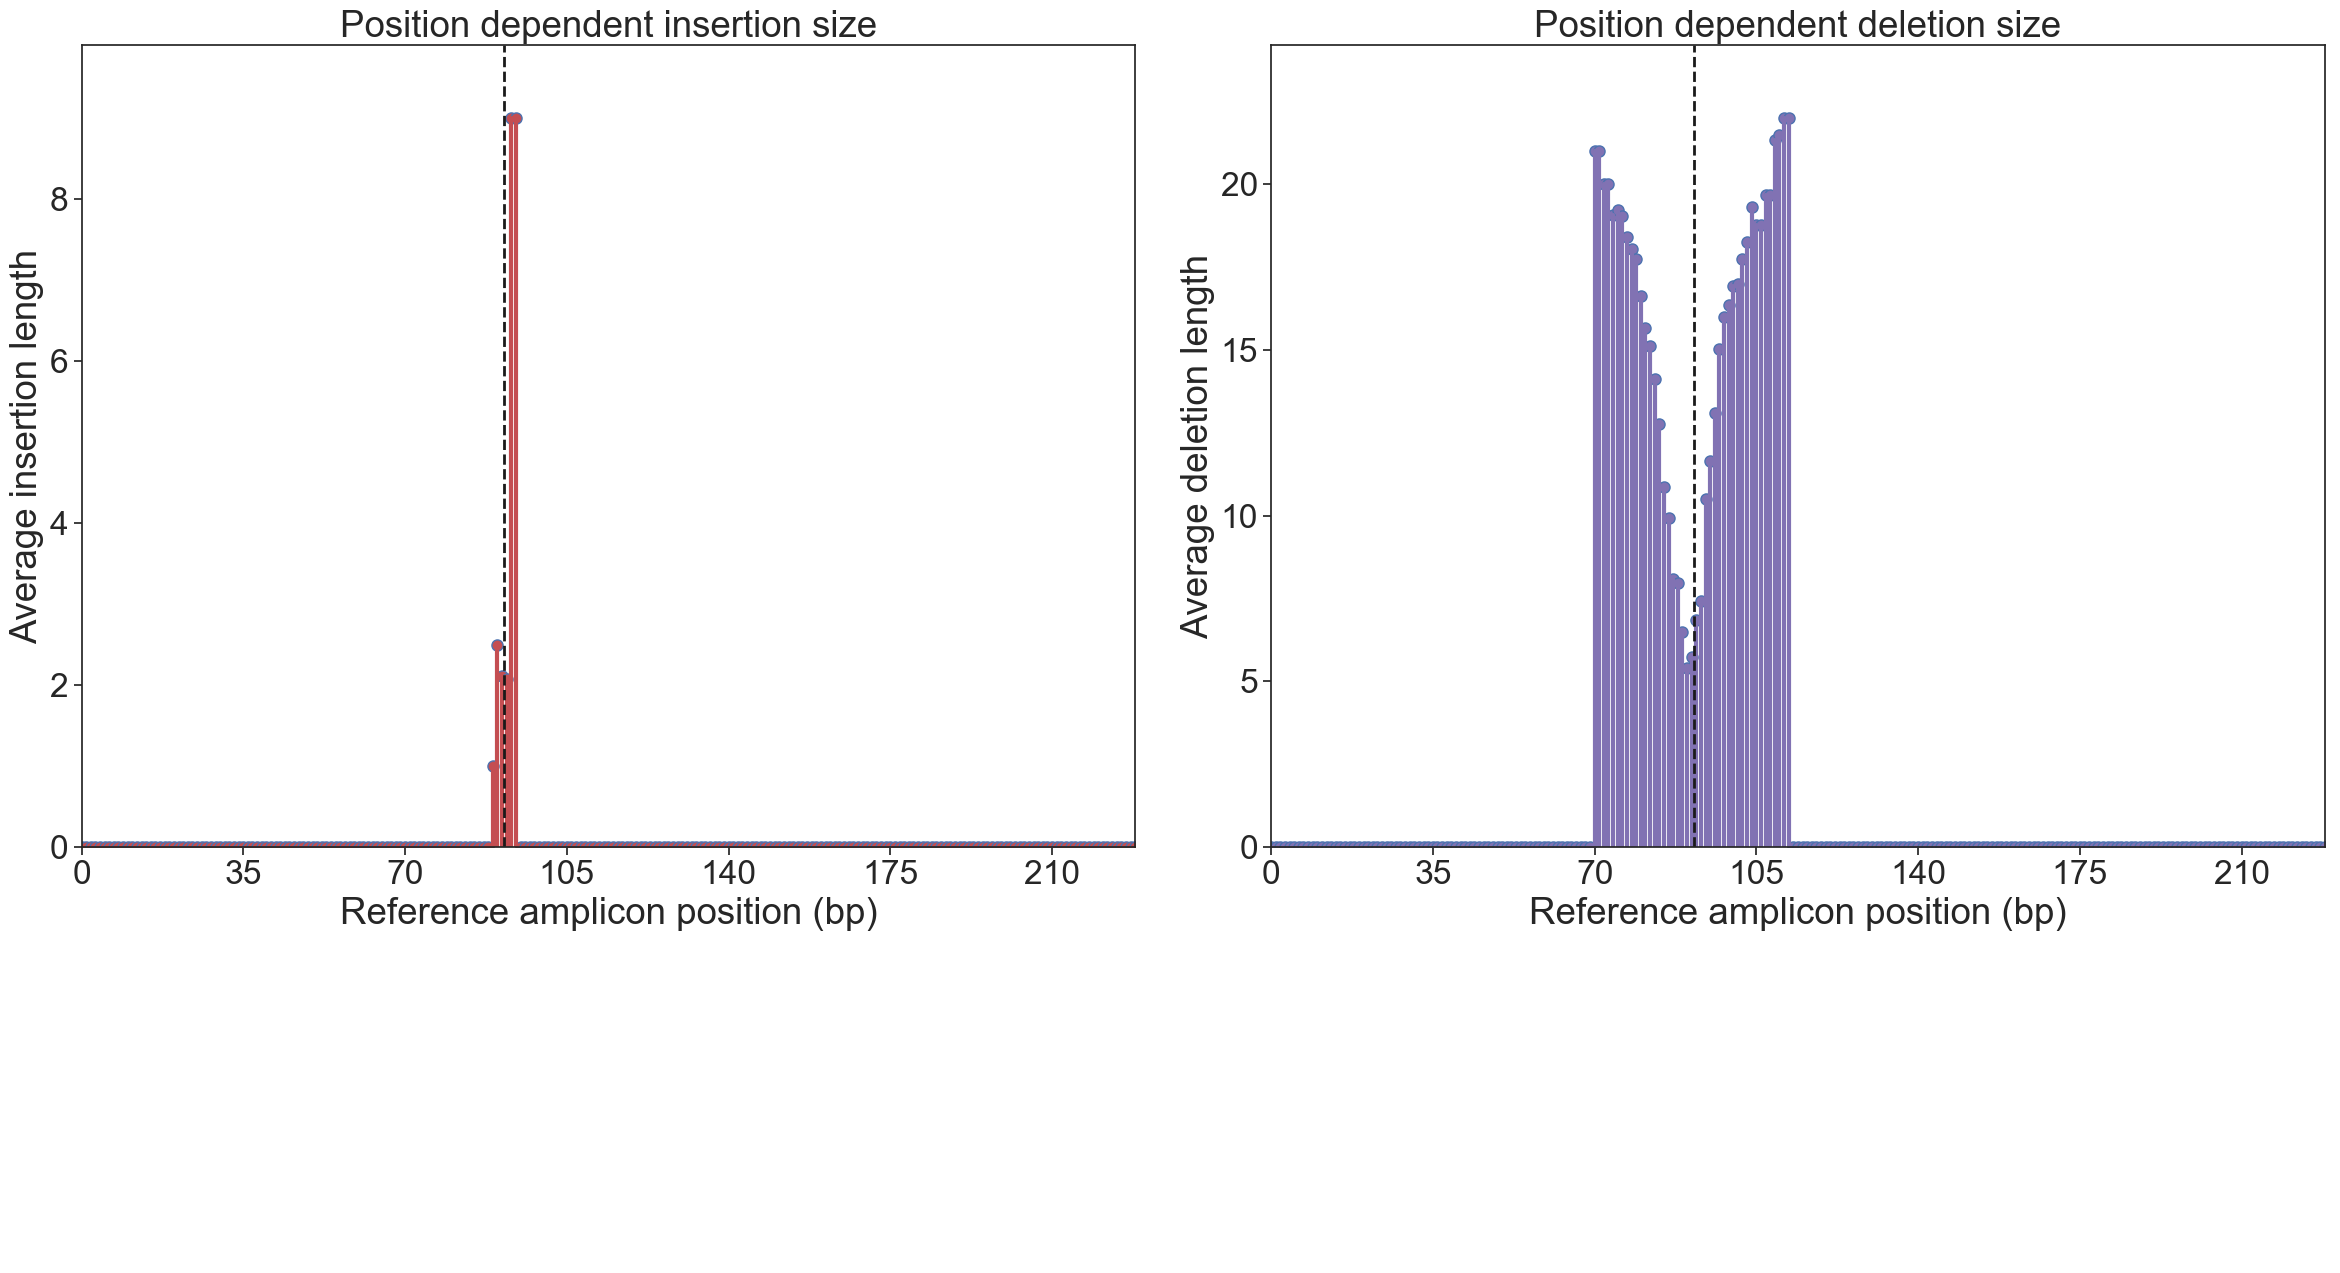 Position dependent insertion size
Average insertion length
0
2
4
6
8
0 35 70 105 140 175 210
Reference amplicon position (bp)
Position dependent deletion size
Average deletion length
0
5
10
15
20
0 35 70 105 140 175 210
Reference amplicon position (bp)